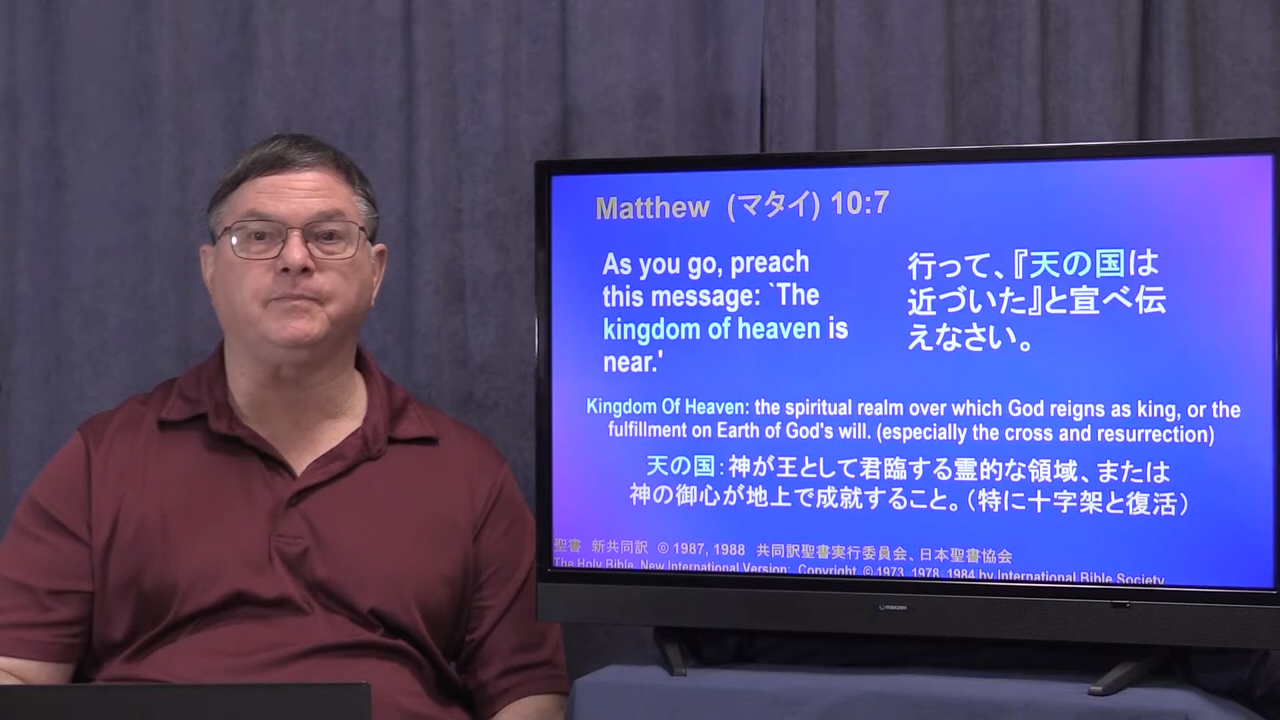 Matthew (マタイ) 10:7
As you go, preach
this message: `The
kingdom of heaven is
near.'
行って、『天の国は
近づいた』と宣べ伝
えなさい。
Kingdom Of Heaven: the spiritual realm over which God reigns as king, or the
fulfillment on Earth of God's will. (especially the cross and resurrection)
天の国：神が王として君臨する霊的な領域、または
神の御心が地上で成就すること。（特に十字架と復活）
聖書 新共同訳 © 1987, 1988 共同訳聖書実行委員会、日本聖書協会
The Holy Bible, New International Version; Copyright, © 1973, 1978, 1984 by International Bible Society
maxzen